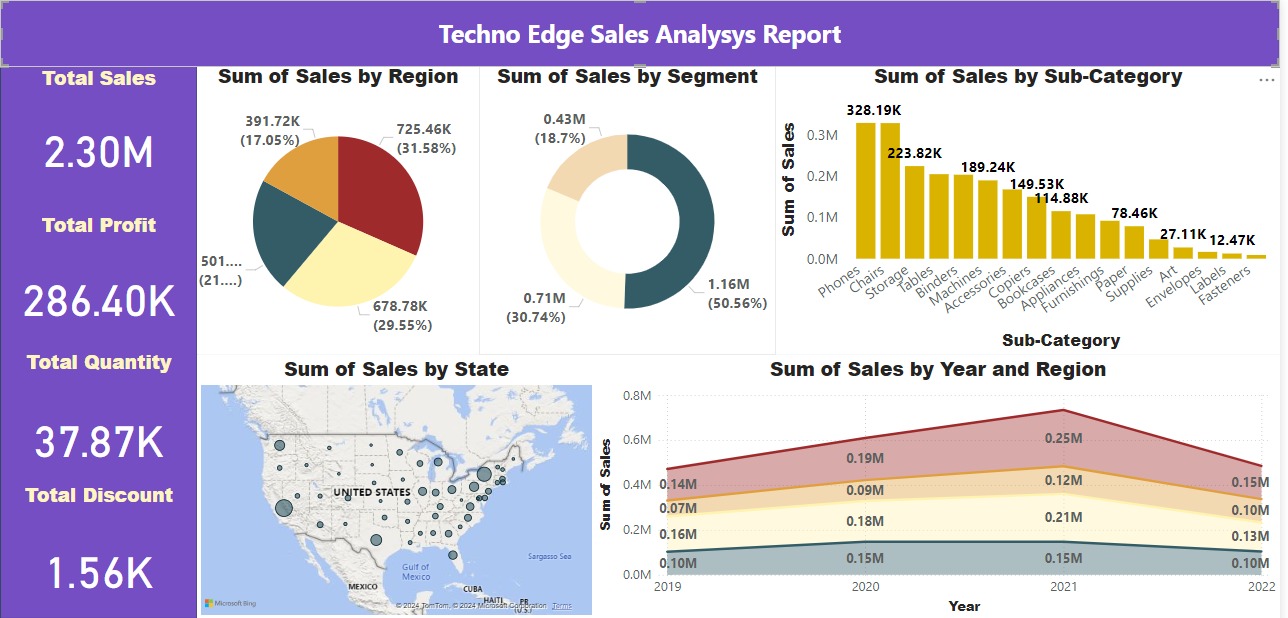 Techno Edge Sales Analysys Report
Total Sales
2.30M
Total Profit
286.40K
Total Quantity
37.87K
Total Discount
1.56K
Sum of Sales by Region
391.72K
(17.05%)
725.46K
(31.58%)
501....
(21....)
678.78K
(29.55%)
Sum of Sales by Segment
0.43M
(18.7%)
0.71M
(30.74%)
1.16M
(50.56%)
Sum of Sales by Sub-Category
Sum of Sales
0.3M
0.2M
0.1M
0.0M
328.19K
223.82K
189.24K
149.53K
114.88K
78.46K
27.11K
12.47K
Phones
Chairs
Storage
Tables
Binders
Machines
Accessories
Copiers
Bookcases
Appliances
Furnishings
Paper
Supplies
Art
Envelopes
Labels
Fasteners
Sub-Category
Sum of Sales by State
UNITED STATES
Sargasso Sea
Gulf of
Mexico
MEXICO
CUBA
HAITI
PR
(U.S.)
Microsoft Bing
© 2024 TomTom, © 2024 Microsoft Corporation Terms
Sum of Sales by Year and Region
Sum of Sales
0.8M
0.6M
0.4M
0.2M
0.0M
0.14M
0.19M
0.25M
0.15M
0.07M
0.09M
0.12M
0.10M
0.16M
0.18M
0.21M
0.13M
0.10M
0.15M
0.15M
0.10M
2019
2020
2021
2022
Year